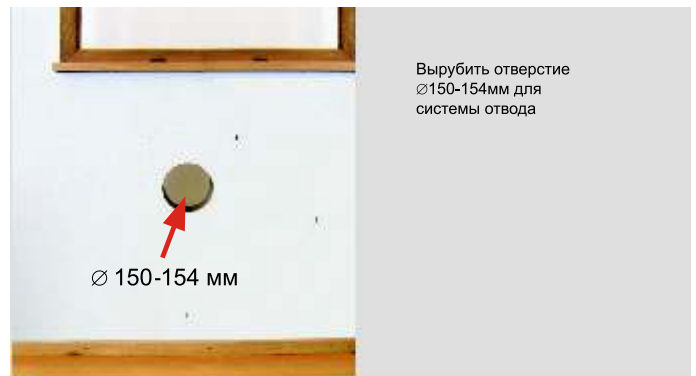 Вырубить отверстие
∅150-154мм для
системы отвода
∅ 150-154 мм